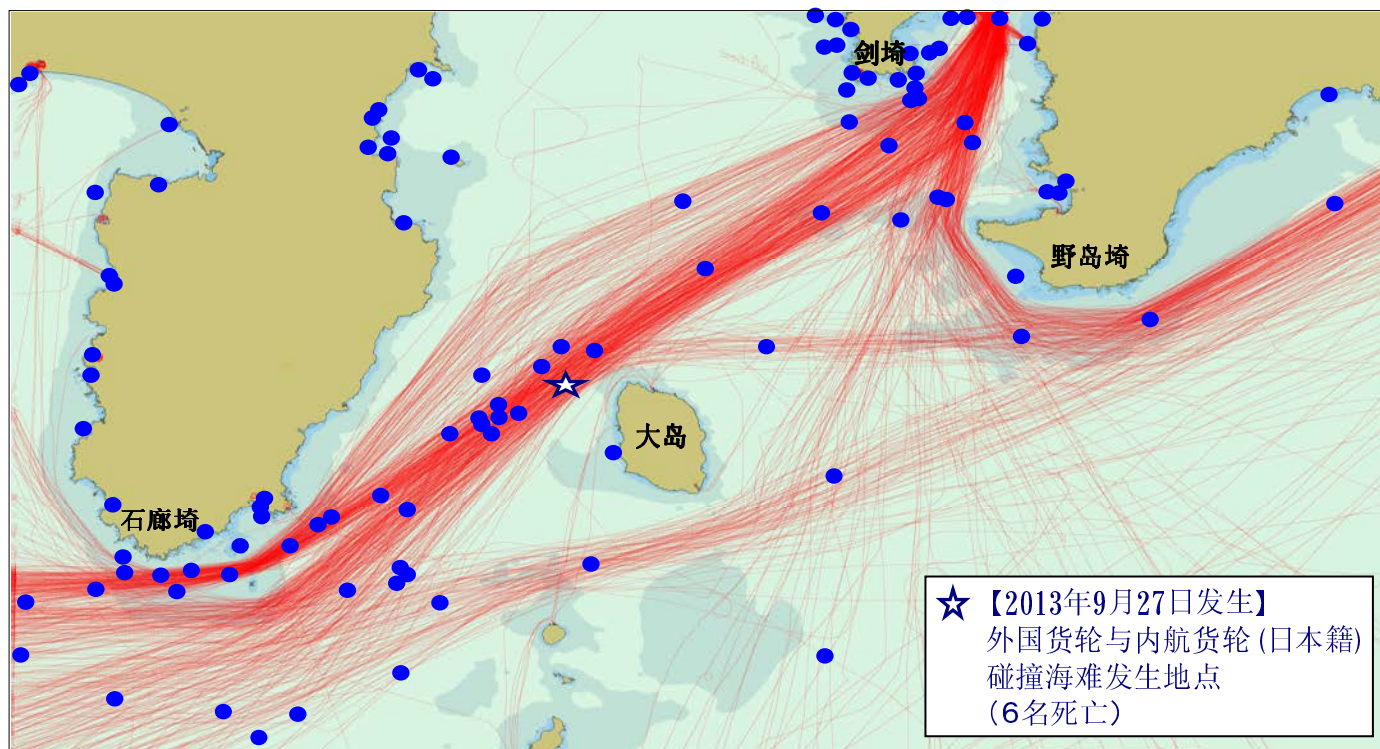 剑埼
野岛埼
大岛
石廊埼
☆【2013年9月27日发生】
外国货轮与内航货轮(日本籍)
碰撞海难发生地点
(6名死亡)